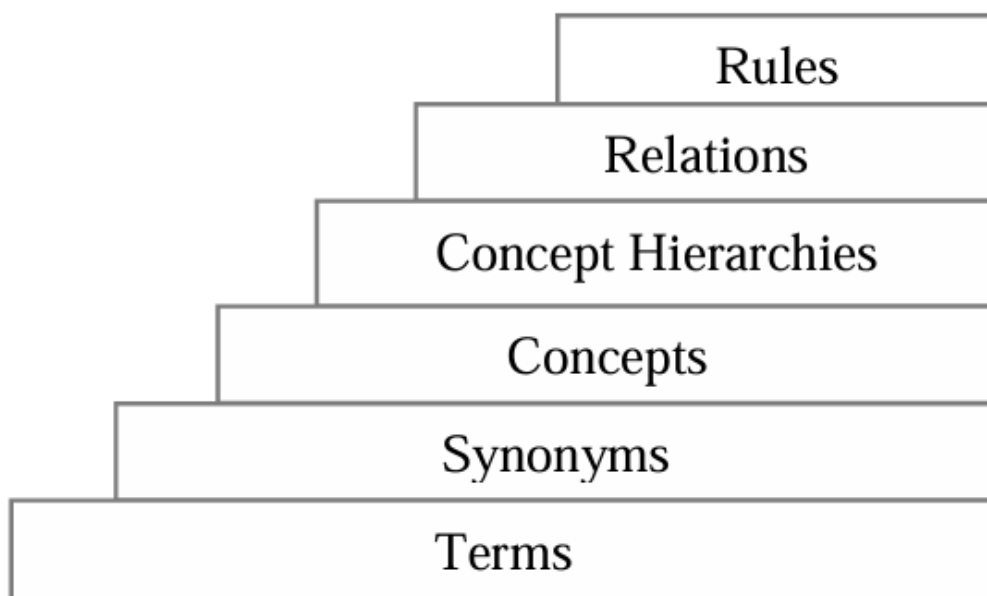 Rules
Relations
Concept Hierarchies
Concepts
Synonyms
Terms